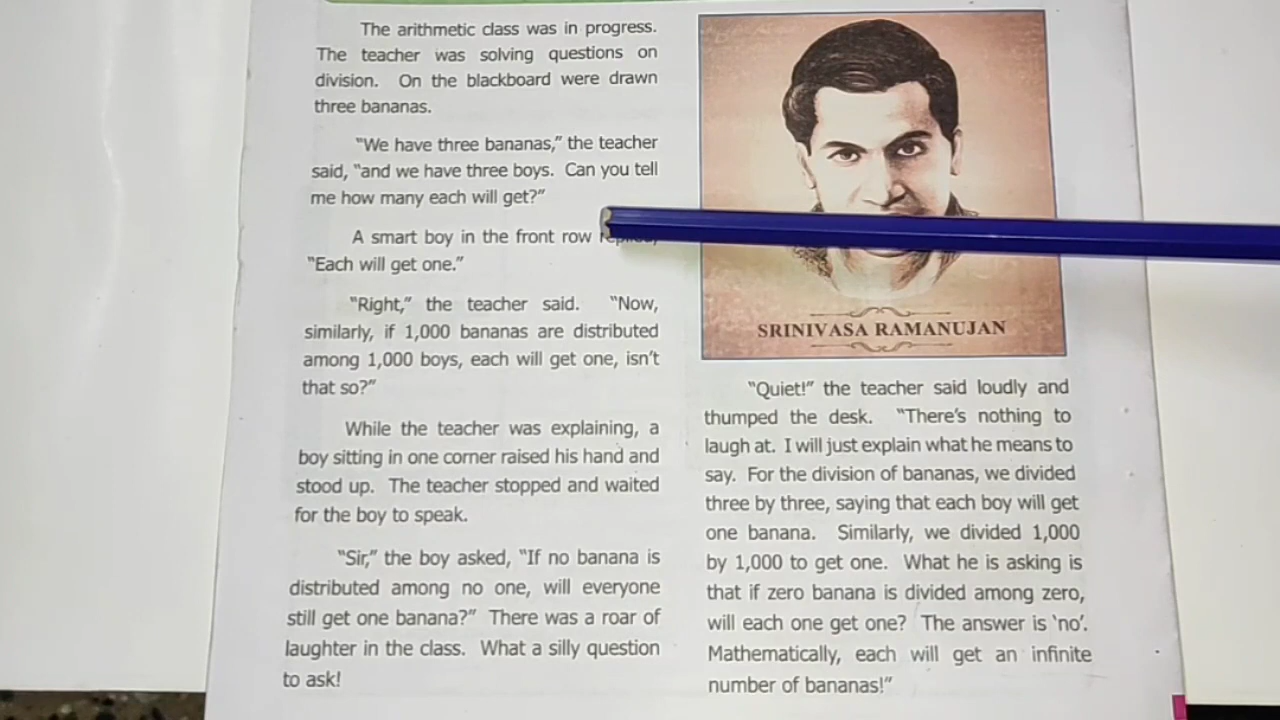 The arithmetic class was in progress.
The teacher was solving questions on
division. On the blackboard were drawn
three bananas.
"We have three bananas," the teacher
said, "and we have three boys. Can you tell
me how many each will get?"
A smart boy in the front row
"Each will get one."
"Right," the teacher said. "Now,
similarly, if 1,000 bananas are distributed
among 1,000 boys, each will get one, isn't
that so?"
While the teacher was explaining, a
boy sitting in one corner raised his hand and
stood up. The teacher stopped and waited
for the boy to speak.
"Sir," the boy asked, "If no banana is
distributed among no one, will everyone
still get one banana?" There was a roar of
laughter in the class. What a silly question
to ask!
SRINIVASA RAMANUJAN
"Quiet!" the teacher said loudly and
thumped the desk. "There's nothing to
laugh at. I will just explain what he means to
say. For the division of bananas, we divided
three by three, saying that each boy will get
one banana. Similarly, we divided 1,000
by 1,000 to get one. What he is asking is
that if zero banana is divided among zero,
will each one get one? The answer is 'no'.
Mathematically, each will get an infinite
number of bananas!"